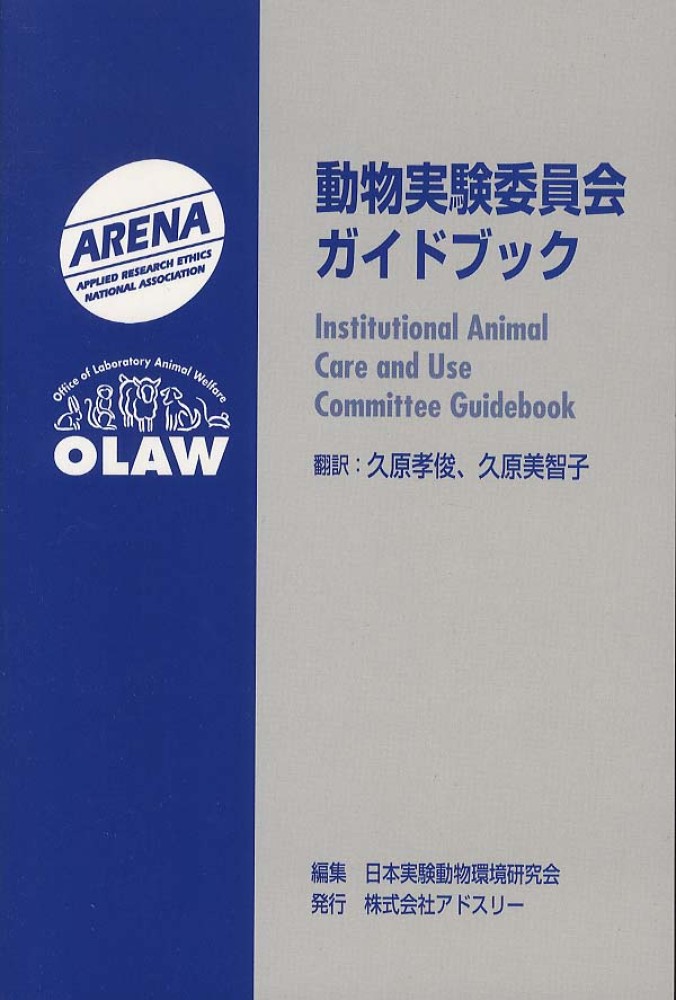 ARENA
APPLIED RESEARCH ETHICS
NATIONAL ASSOCIATION
Office of Laboratory Animal Welfare
OLAW
動物実験委員会
ガイドブック
Institutional Animal
Care and Use
Committee Guidebook
翻訳：久原孝俊、久原美智子
編集 日本実験動物環境研究会
発行 株式会社アドスリー